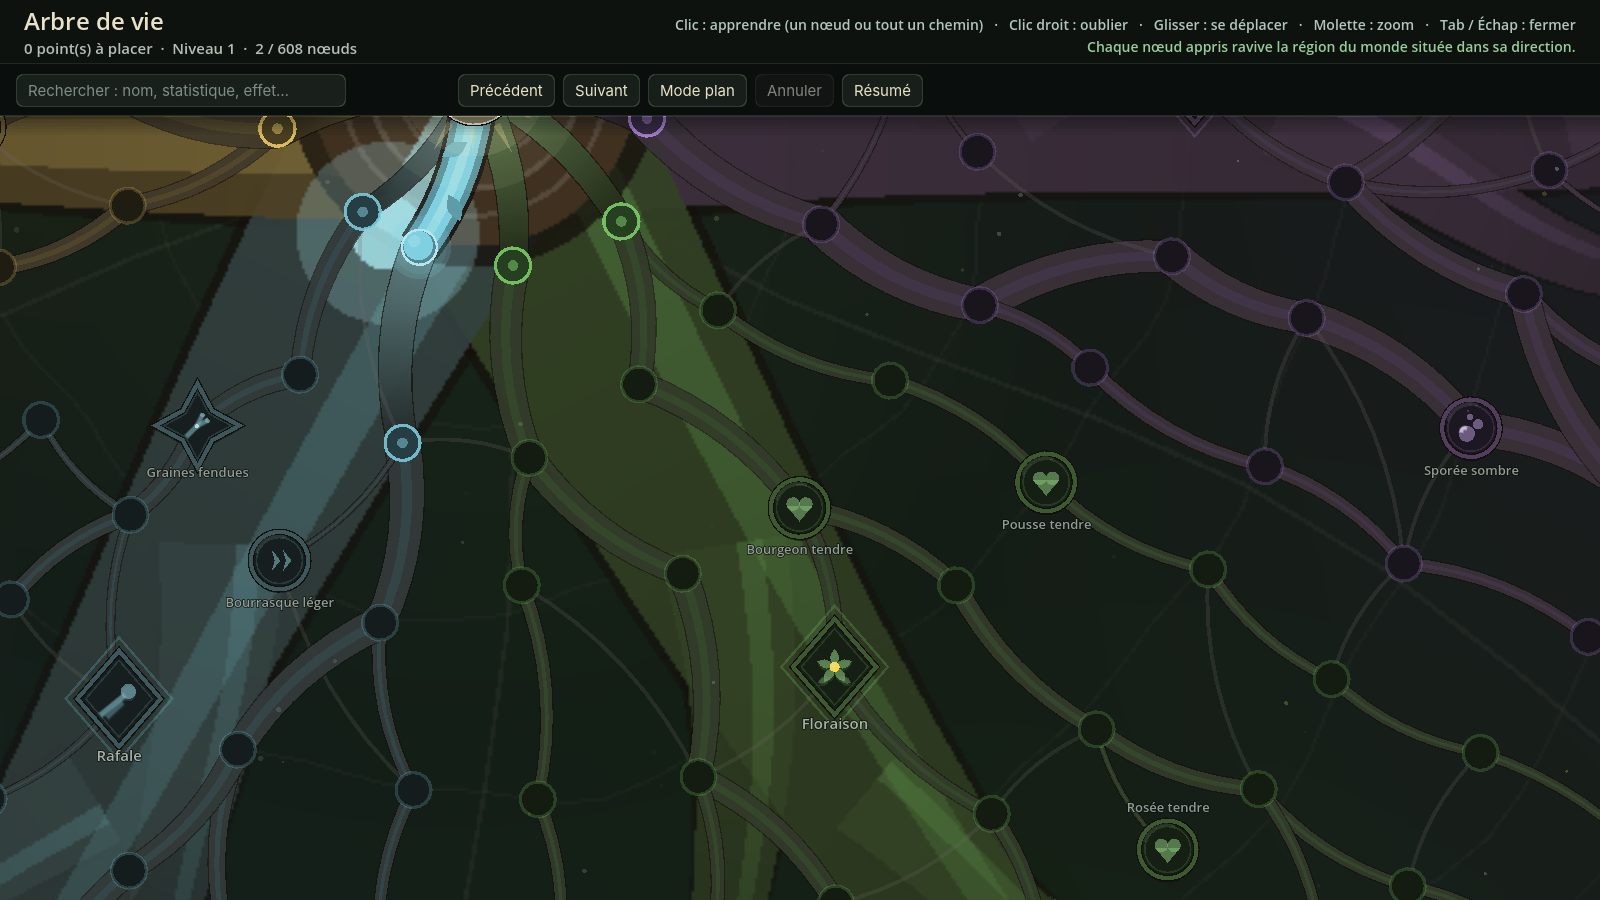 Arbre de vie
0 point(s) à placer · Niveau 1 · 2 / 608 nœuds
Clic : apprendre (un nœud ou tout un chemin) · Clic droit : oublier · Glisser : se déplacer · Molette : zoom · Tab / Échap : fermer
Chaque nœud appris ravive la région du monde située dans sa direction.
Rechercher : nom, statistique, effet...
Précédent
Suivant
Mode plan
Annuler
Résumé
Graines fendues
Sporée sombre
Pousse tendre
Bourgeon tendre
Bourrasque léger
Floraison
Rafale
Rosée tendre